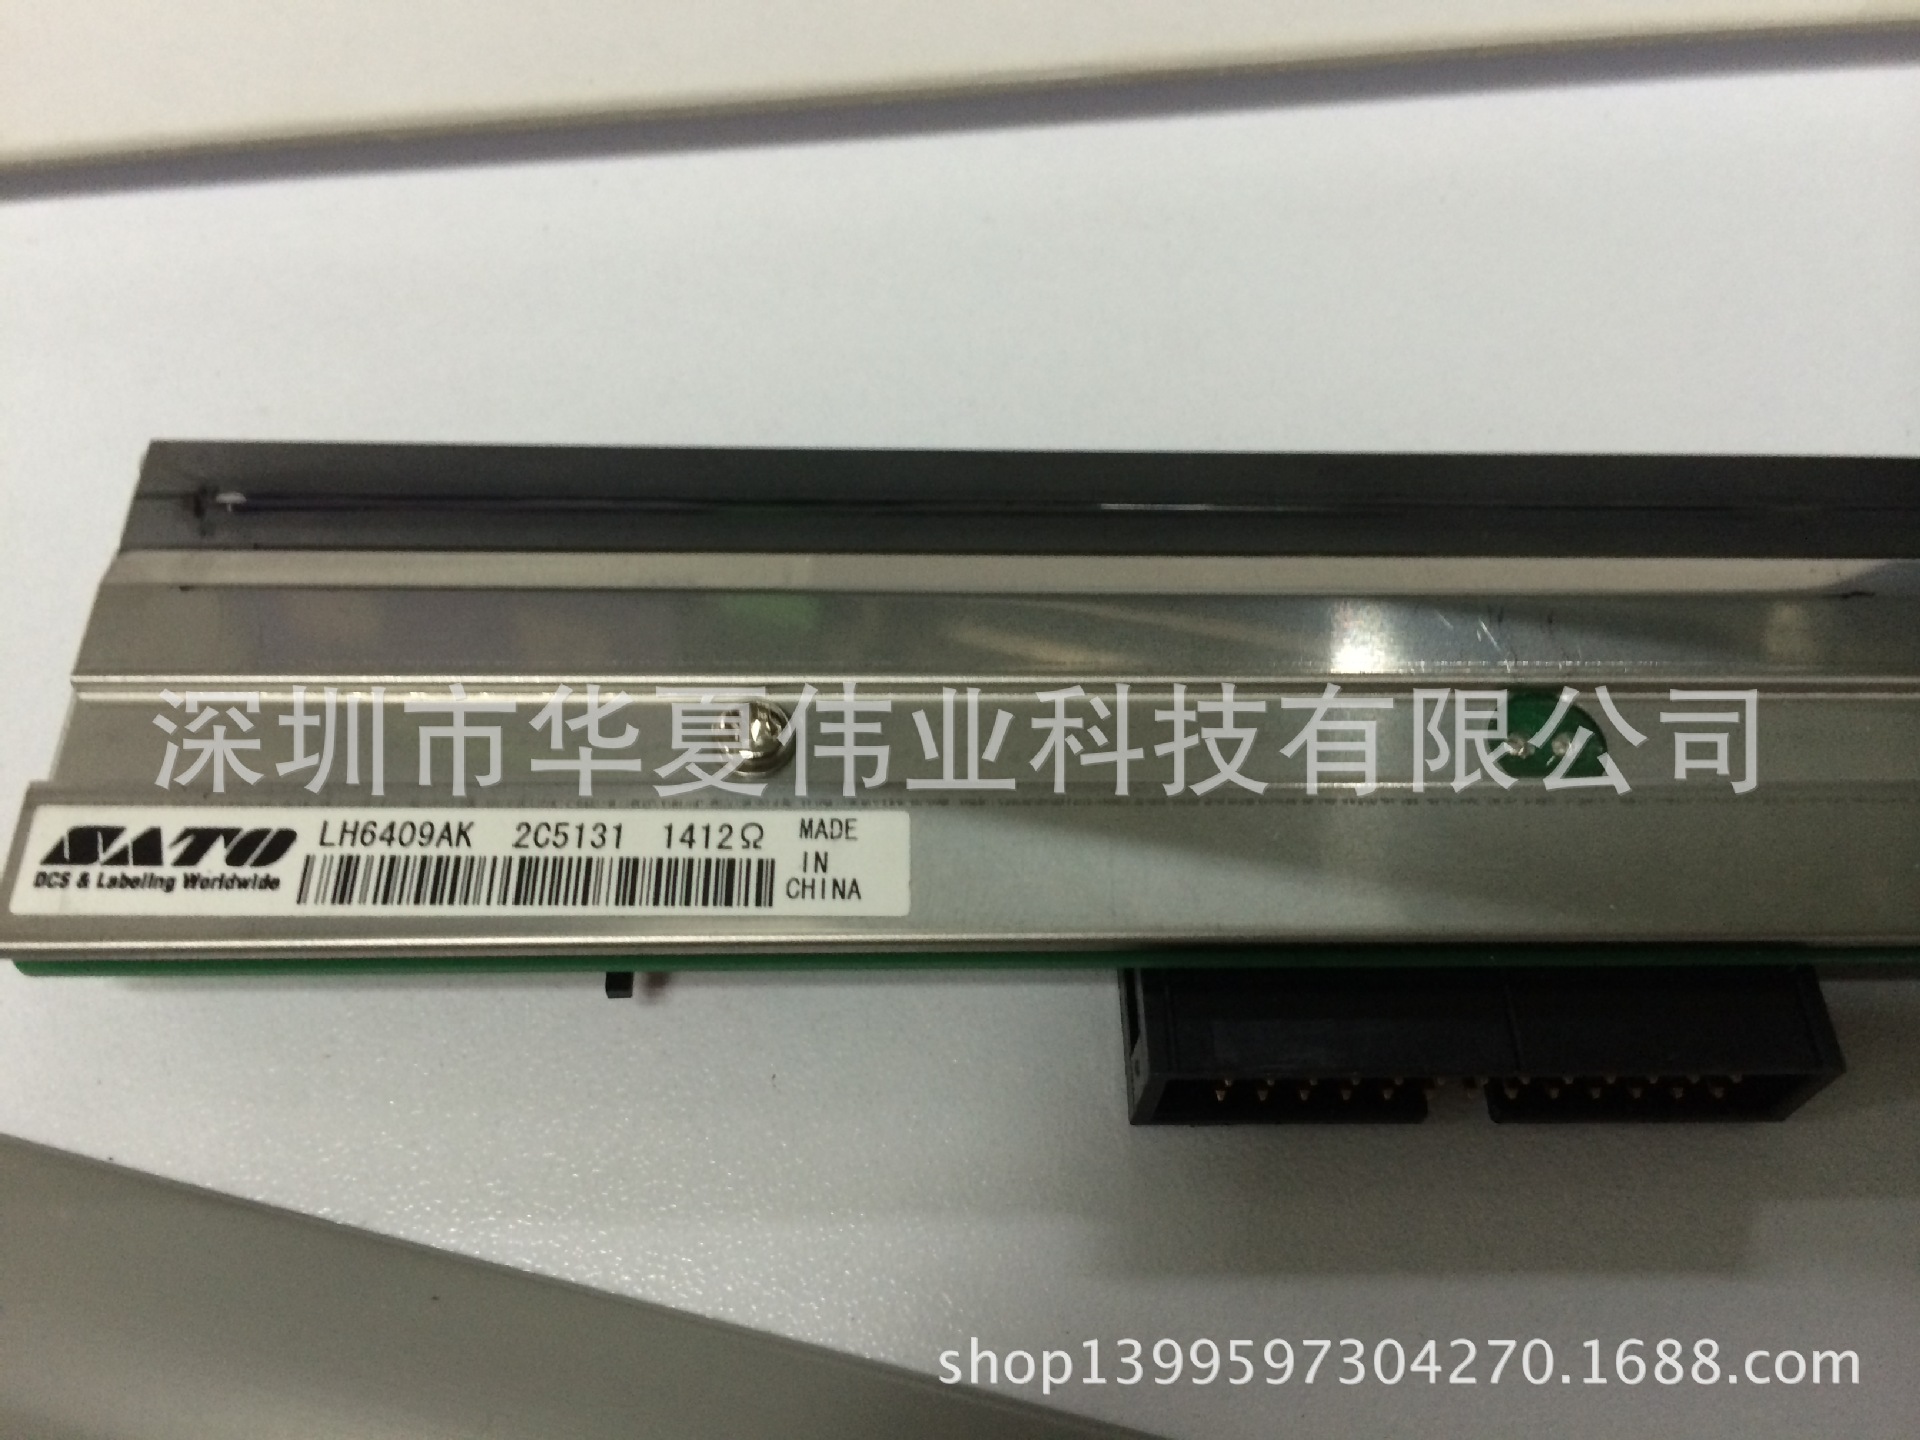 深圳市华夏伟业科技有限公司
SATO LH6409AK 2C5131 1412Ω MADE
DCS & Labeling Worldwide IN
CHINA
shop1399597304270.1688.com